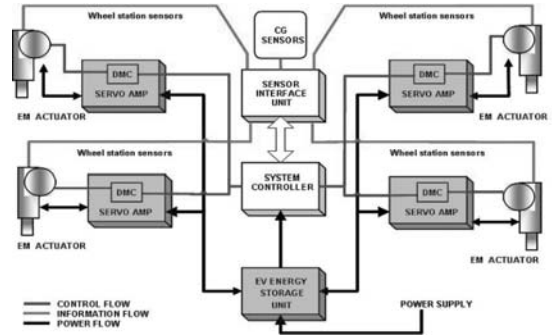 Wheel station sensors
CG
SENSORS
Wheel station sensors
DMC
SERVO AMP
EM ACTUATOR
SENSOR
INTERFACE
UNIT
DMC
SERVO AMP
EM ACTUATOR
Wheel station sensors
Wheel station sensors
DMC
SERVO AMP
EM ACTUATOR
SYSTEM
CONTROLLER
DMC
SERVO AMP
EM ACTUATOR
EV ENERGY
STORAGE
UNIT
CONTROL FLOW
INFORMATION FLOW
POWER FLOW
POWER SUPPLY